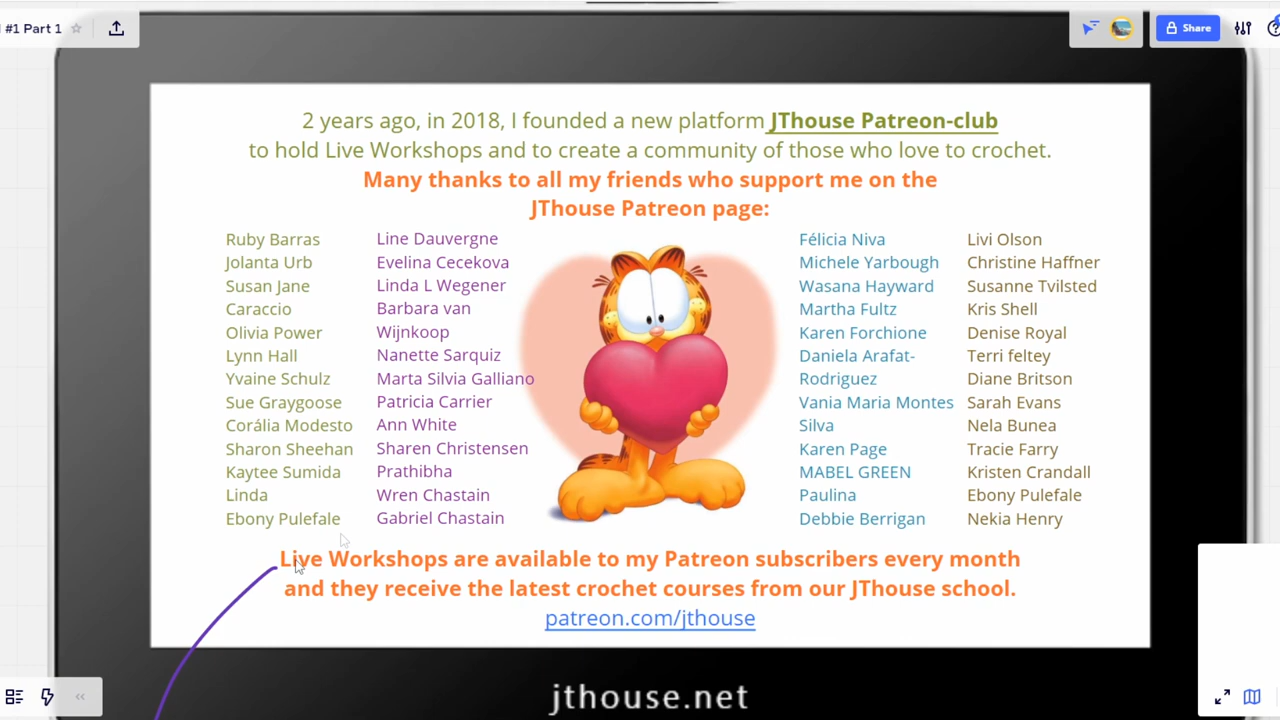 #1 Part 1
Share
2 years ago, in 2018, I founded a new platform JThouse Patreon-club
to hold Live Workshops and to create a community of those who love to crochet.
Many thanks to all my friends who support me on the
JThouse Patreon page:
Ruby Barras
Jolanta Urb
Susan Jane
Caraccio
Olivia Power
Lynn Hall
Yvaine Schulz
Sue Graygoose
Corália Modesto
Sharon Sheehan
Kaytee Sumida
Linda
Ebony Pulefale
Line Dauvergne
Evelina Cecekova
Linda L Wegener
Barbara van
Wijnkoop
Nanette Sarquiz
Marta Silvia Galliano
Patricia Carrier
Ann White
Sharen Christensen
Prathibha
Wren Chastain
Gabriel Chastain
Félicia Niva
Michele Yarbough
Wasana Hayward
Martha Fultz
Karen Forchione
Daniela Arafat-
Rodriguez
Vania Maria Montes
Silva
Karen Page
MABEL GREEN
Paulina
Debbie Berrigan
Livi Olson
Christine Haffner
Susanne Tvilsted
Kris Shell
Denise Royal
Terri feltey
Diane Britson
Sarah Evans
Nela Bunea
Tracie Farry
Kristen Crandall
Ebony Pulefale
Nekia Henry
Live Workshops are available to my Patreon subscribers every month
and they receive the latest crochet courses from our JThouse school.
patreon.com/jthouse
jthouse.net